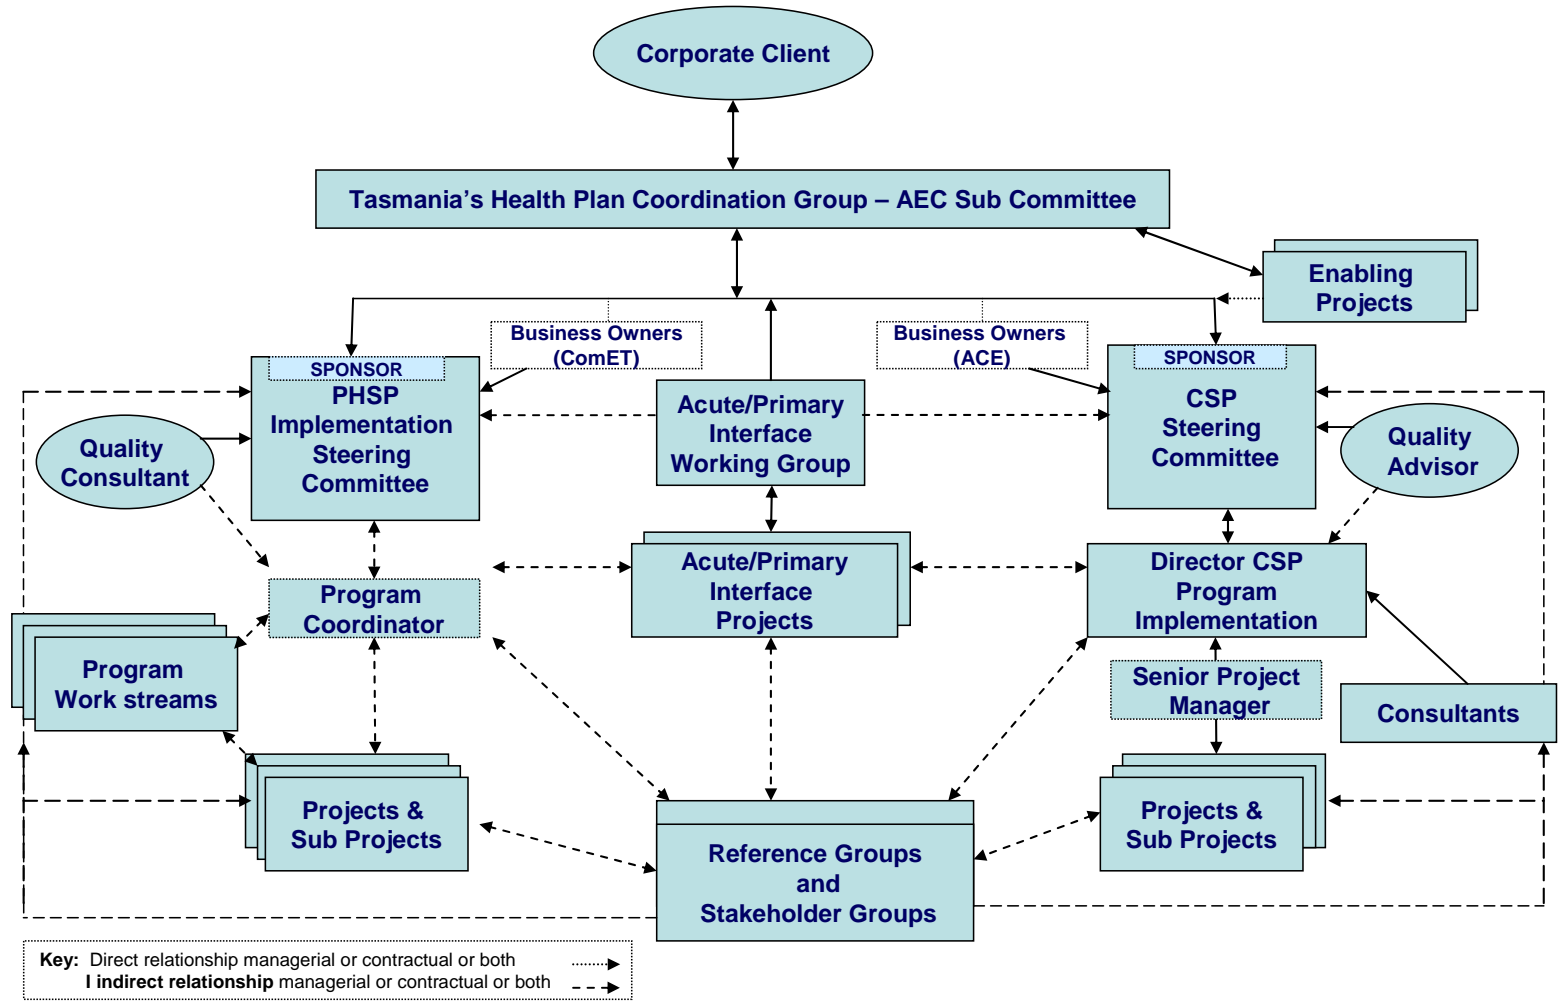 Corporate Client
Tasmania's Health Plan Coordination Group – AEC Sub Committee
Enabling
Projects
Business Owners
(ComET)
Business Owners
(ACE)
SPONSOR
PHSP
Implementation
Steering
Committee
Acute/Primary
Interface
Working Group
SPONSOR
CSP
Steering
Committee
Quality
Consultant
Quality
Advisor
Program
Coordinator
Acute/Primary
Interface
Projects
Director CSP
Program
Implementation
Program
Work streams
Senior Project
Manager
Consultants
Projects &
Sub Projects
Reference Groups
and
Stakeholder Groups
Projects &
Sub Projects
Key: Direct relationship managerial or contractual or both
I indirect relationship managerial or contractual or both